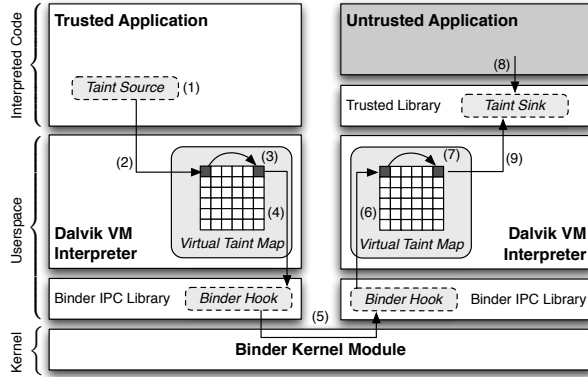 Interpreted Code
Userspace
Kernel
Trusted Application
Taint Source
(1)
(2)
(3)
(4)
Virtual Taint Map
Dalvik VM
Interpreter
Binder IPC Library
Binder Hook
(5)
Binder Kernel Module
Untrusted Application
(8)
Trusted Library
Taint Sink
(9)
(7)
(6)
Virtual Taint Map
Dalvik VM
Interpreter
Binder Hook
Binder IPC Library